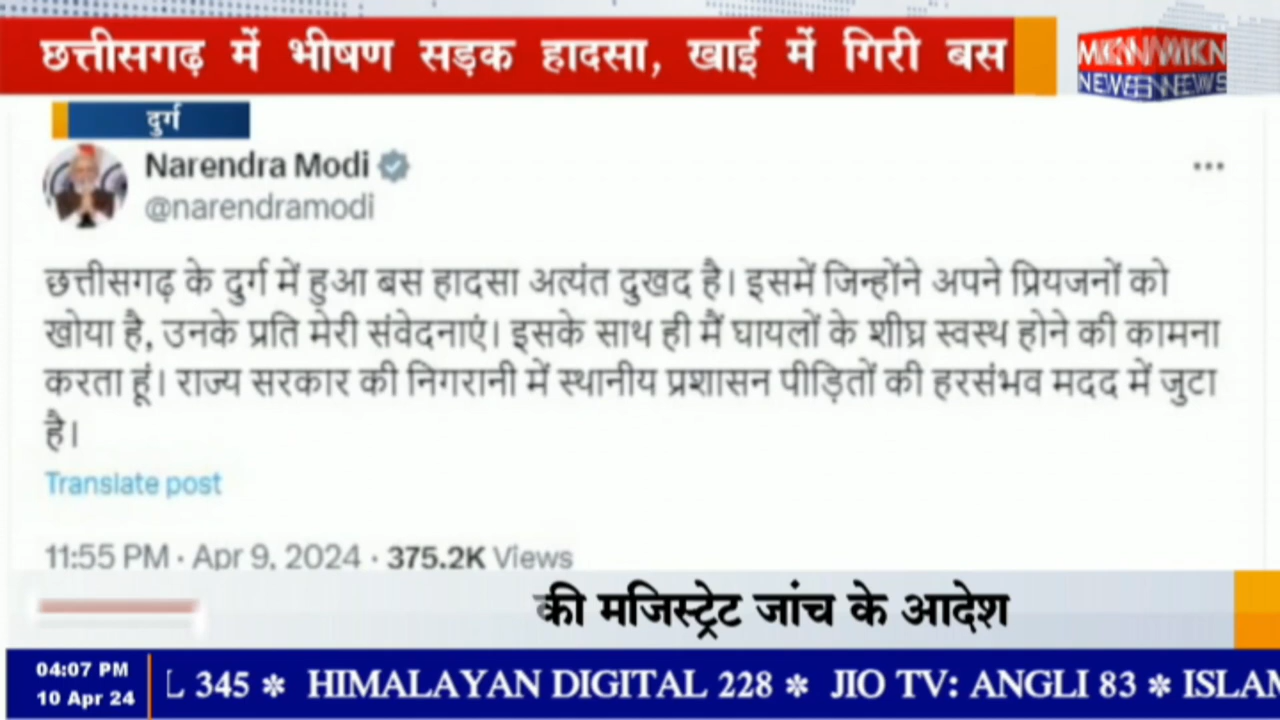 छत्तीसगढ़ में भीषण सड़क हादसा, खाई में गिरी बस
दुर्ग
Narendra Modi
@narendramodi
छत्तीसगढ़ के दुर्ग में हुआ बस हादसा अत्यंत दुखद है। इसमें जिन्होंने अपने प्रियजनों को
खोया है, उनके प्रति मेरी संवेदनाएं। इसके साथ ही मैं घायलों के शीघ्र स्वस्थ होने की कामना
करता हूं। राज्य सरकार की निगरानी में स्थानीय प्रशासन पीड़ितों की हरसंभव मदद में जुटा
है।
Translate post
11:55 PM · Apr 9, 2024 · 375.2K Views
की मजिस्ट्रेट जांच के आदेश
04:07 PM
10 Apr 24
L 345 * HIMALAYAN DIGITAL 228 * JIO TV: ANGLI 83 * ISLAM